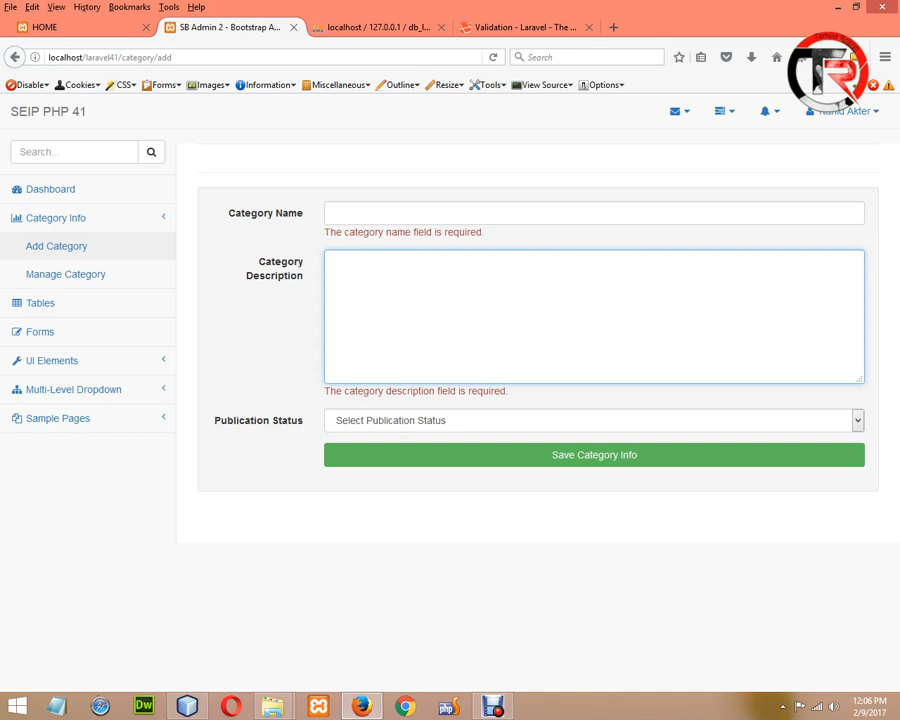 File Edit View History Bookmarks Tools Help
HOME
SB Admin 2 - Bootstrap A...
localhost / 127.0.0.1 / db_l...
Validation - Laravel - The ...
localhost/laravel41/category/add
Search
Disable Cookies CSS Forms Images Information Miscellaneous Outline Resize Tools View Source Options
SEIP PHP 41
Akter
Search...
Dashboard
Category Info
Add Category
Manage Category
Tables
Forms
UI Elements
Multi-Level Dropdown
Sample Pages
Category Name
The category name field is required.
Category
Description
The category description field is required.
Publication Status
Select Publication Status
Save Category Info
Dw
php
12:06 PM
2/9/2017